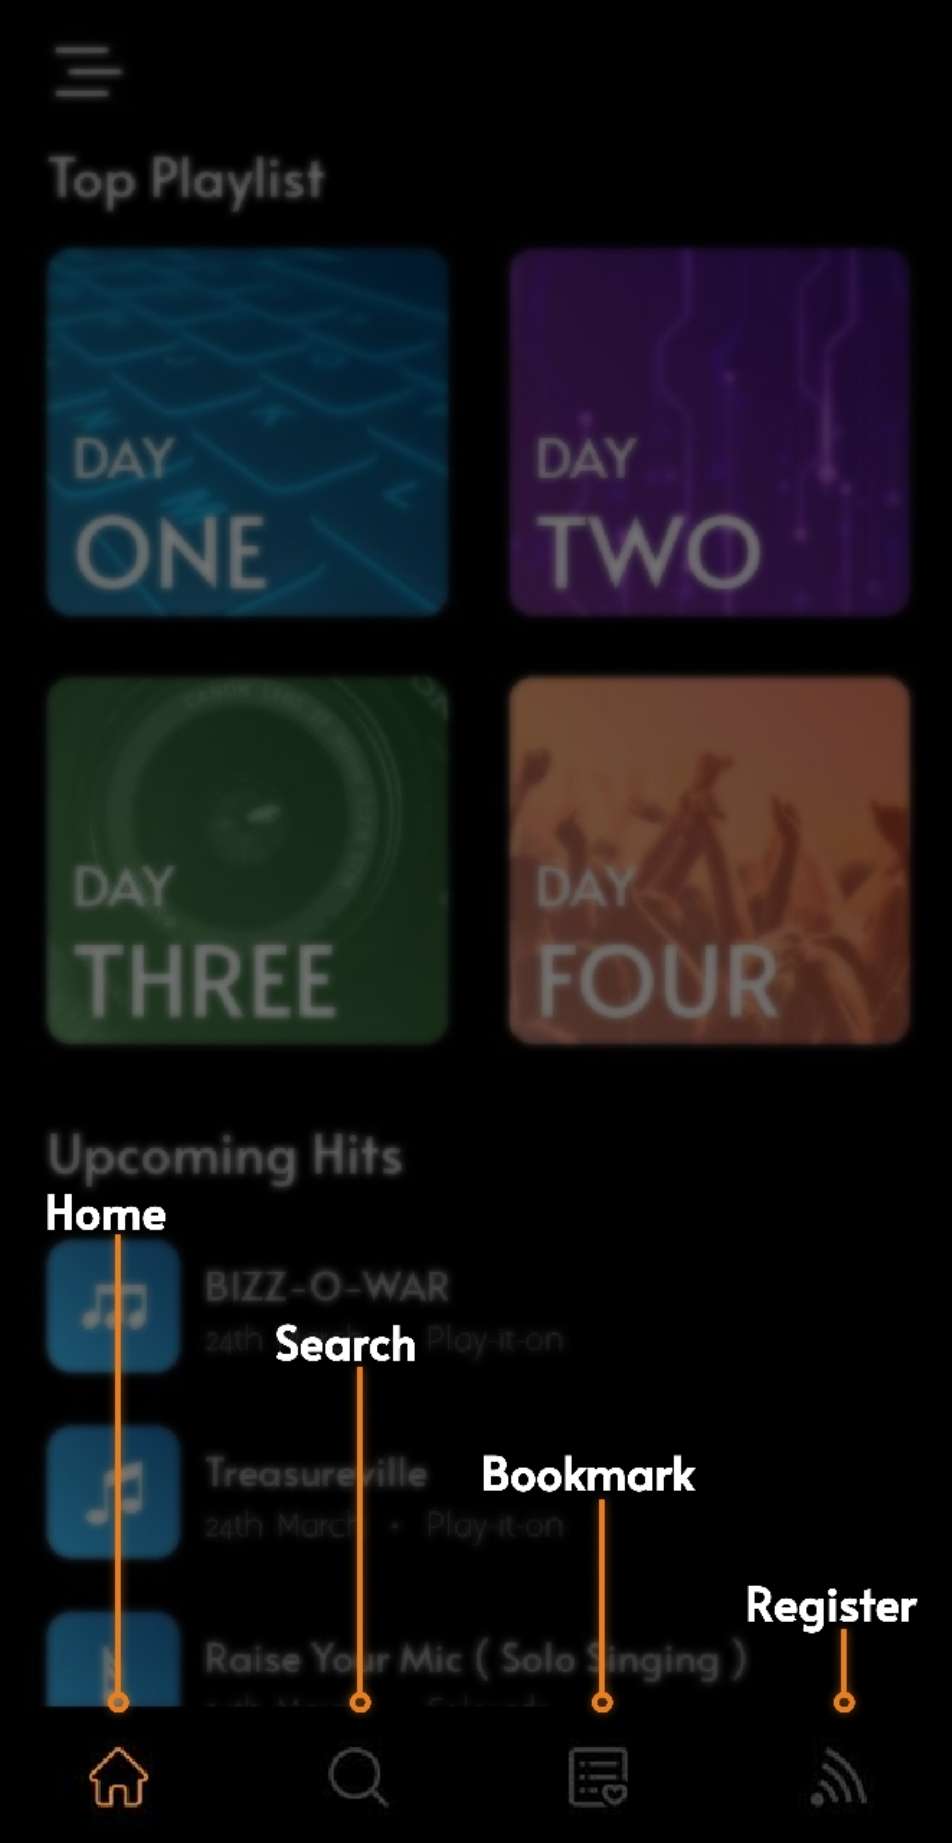 Top Playlist
DAY
ONE
DAY
TWO
DAY
THREE
DAY
FOUR
Upcoming Hits
Home
BIZZ-O-WAR
24th • Play-it-on
Search
Treasureville
24th March • Play-it-on
Bookmark
Register
Raise Your Mic ( Solo Singing )